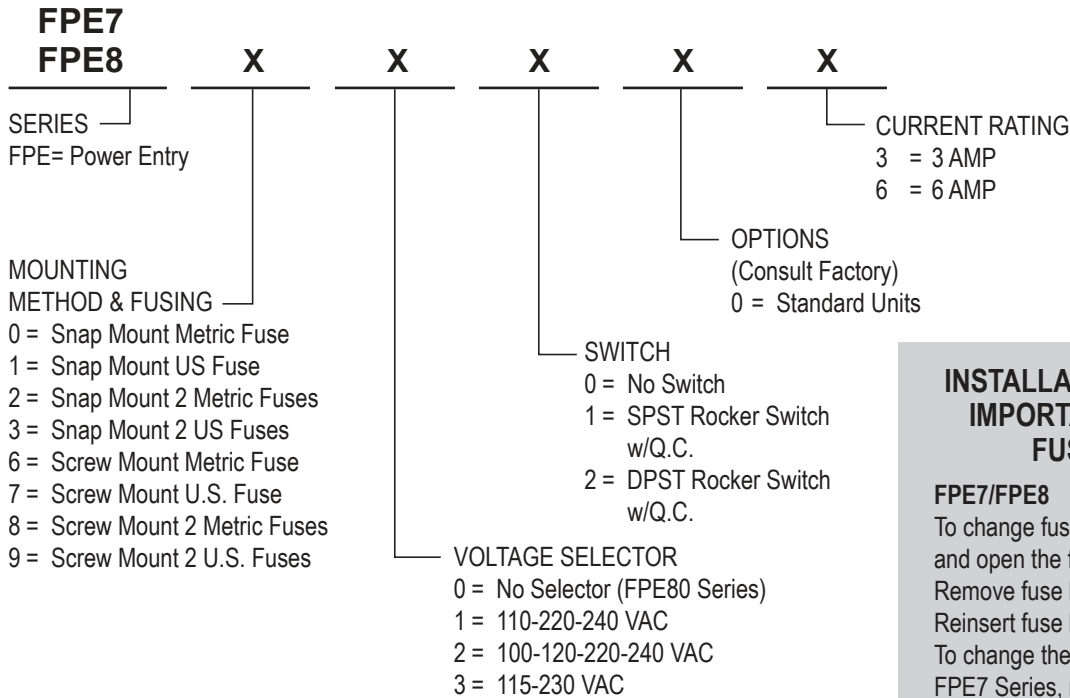 FPE7
FPE8 X X X X X
SERIES
FPE= Power Entry
MOUNTING
METHOD & FUSING
0 = Snap Mount Metric Fuse
1 = Snap Mount US Fuse
2 = Snap Mount 2 Metric Fuses
3 = Snap Mount 2 US Fuses
6 = Screw Mount Metric Fuse
7 = Screw Mount U.S. Fuse
8 = Screw Mount 2 Metric Fuses
9 = Screw Mount 2 U.S. Fuses
VOLTAGE SELECTOR
0 = No Selector (FPE80 Series)
1 = 110-220-240 VAC
2 = 100-120-220-240 VAC
3 = 115-230 VAC
SWITCH
0 = No Switch
1 = SPST Rocker Switch
w/Q.C.
2 = DPST Rocker Switch
w/Q.C.
OPTIONS
(Consult Factory)
0 = Standard Units
CURRENT RATING
3 = 3 AMP
6 = 6 AMP
INSTALLA
IMPORTA
FUS
FPE7/FPE8
To change fus
and open the f
Remove fuse
Reinsert fuse
To change the
FPE7 Series,